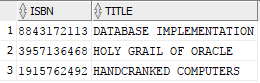 ISBN TITLE
1 8843172113 DATABASE IMPLEMENTATION
2 3957136468 HOLY GRAIL OF ORACLE
3 1915762492 HANDCRANKED COMPUTERS